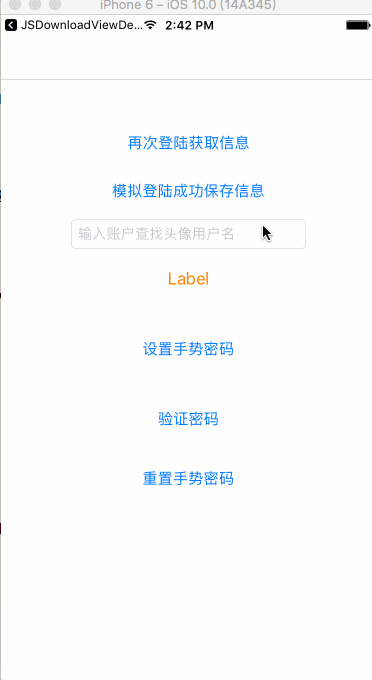 iPhone 6 – iOS 10.0 (14A345)
JSDownloadViewDe... 2:42 PM
再次登陆获取信息
模拟登陆成功保存信息
输入账户查找头像用户名
Label
设置手势密码
验证密码
重置手势密码